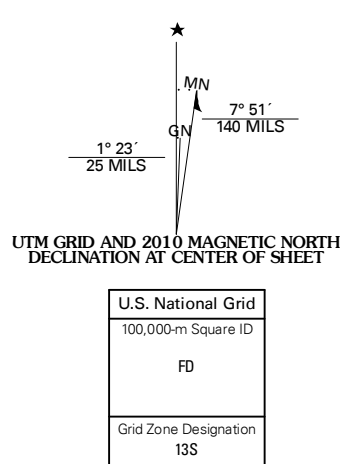 ★
MN
7° 51´
140 MILS
GN
1° 23´
25 MILS
UTM GRID AND 2010 MAGNETIC NORTH
DECLINATION AT CENTER OF SHEET
U.S. National Grid
100,000-m Square ID
FD
Grid Zone Designation
13S